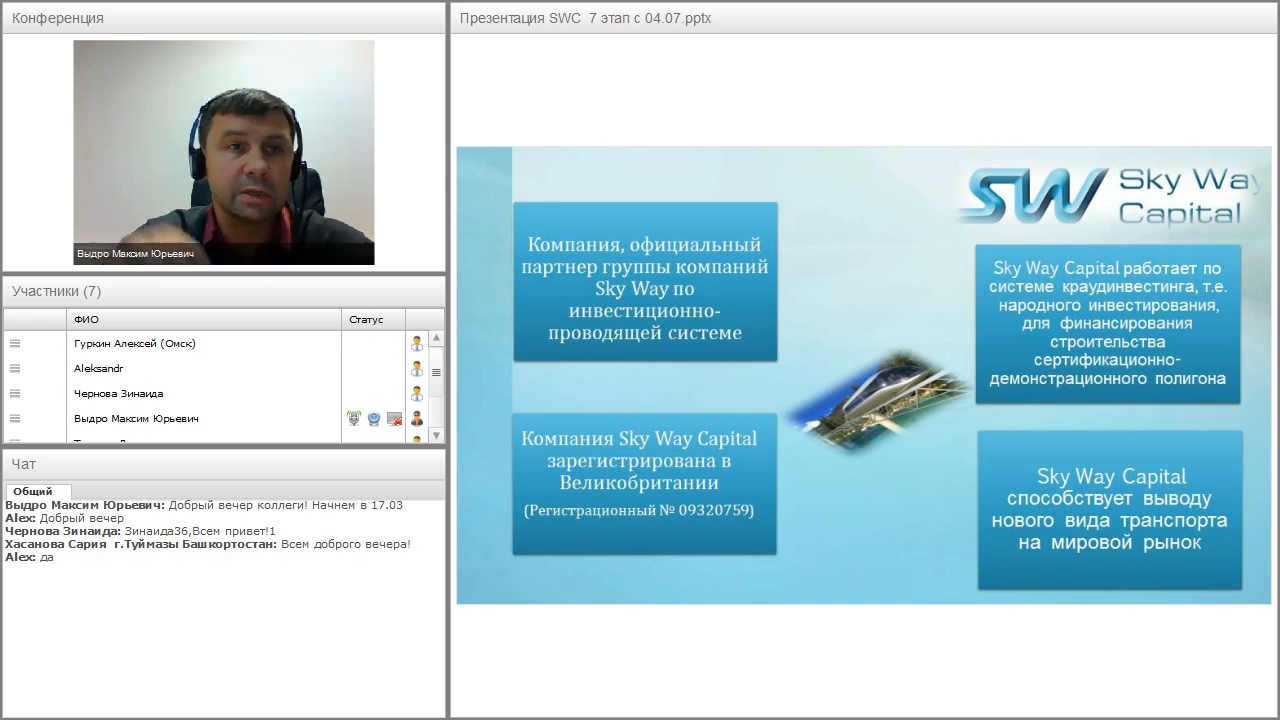 Конференция
Выдро Максим Юрьевич
Участники (7)
ФИО
Статус
Гуркин Алексей (Омск)
Aleksandr
Чернова Зинаида
Выдро Максим Юрьевич
Чат
Общий
Выдро Максим Юрьевич: Добрый вечер коллеги! Начнем в 17.03
Alex: Добрый вечер
Чернова Зинаида: Зинаида36,Всем привет!1
Хасанова Сария г.Туймазы Башкортостан: Всем доброго вечера!
Alex: да
Презентация SWC 7 этап с 04.07.pptx
SW Sky Way
Capital
Компания, официальный
партнер группы компаний
Sky Way по
инвестиционно-
проводящей системе
Sky Way Capital работает по
системе краудинвестинга, т.е.
народного инвестирования,
для финансирования
строительства
сертификационно-
демонстрационного полигона
Компания Sky Way Capital
зарегистрирована в
Великобритании
(Регистрационный № 09320759)
Sky Way Capital
способствует выводу
нового вида транспорта
на мировой рынок